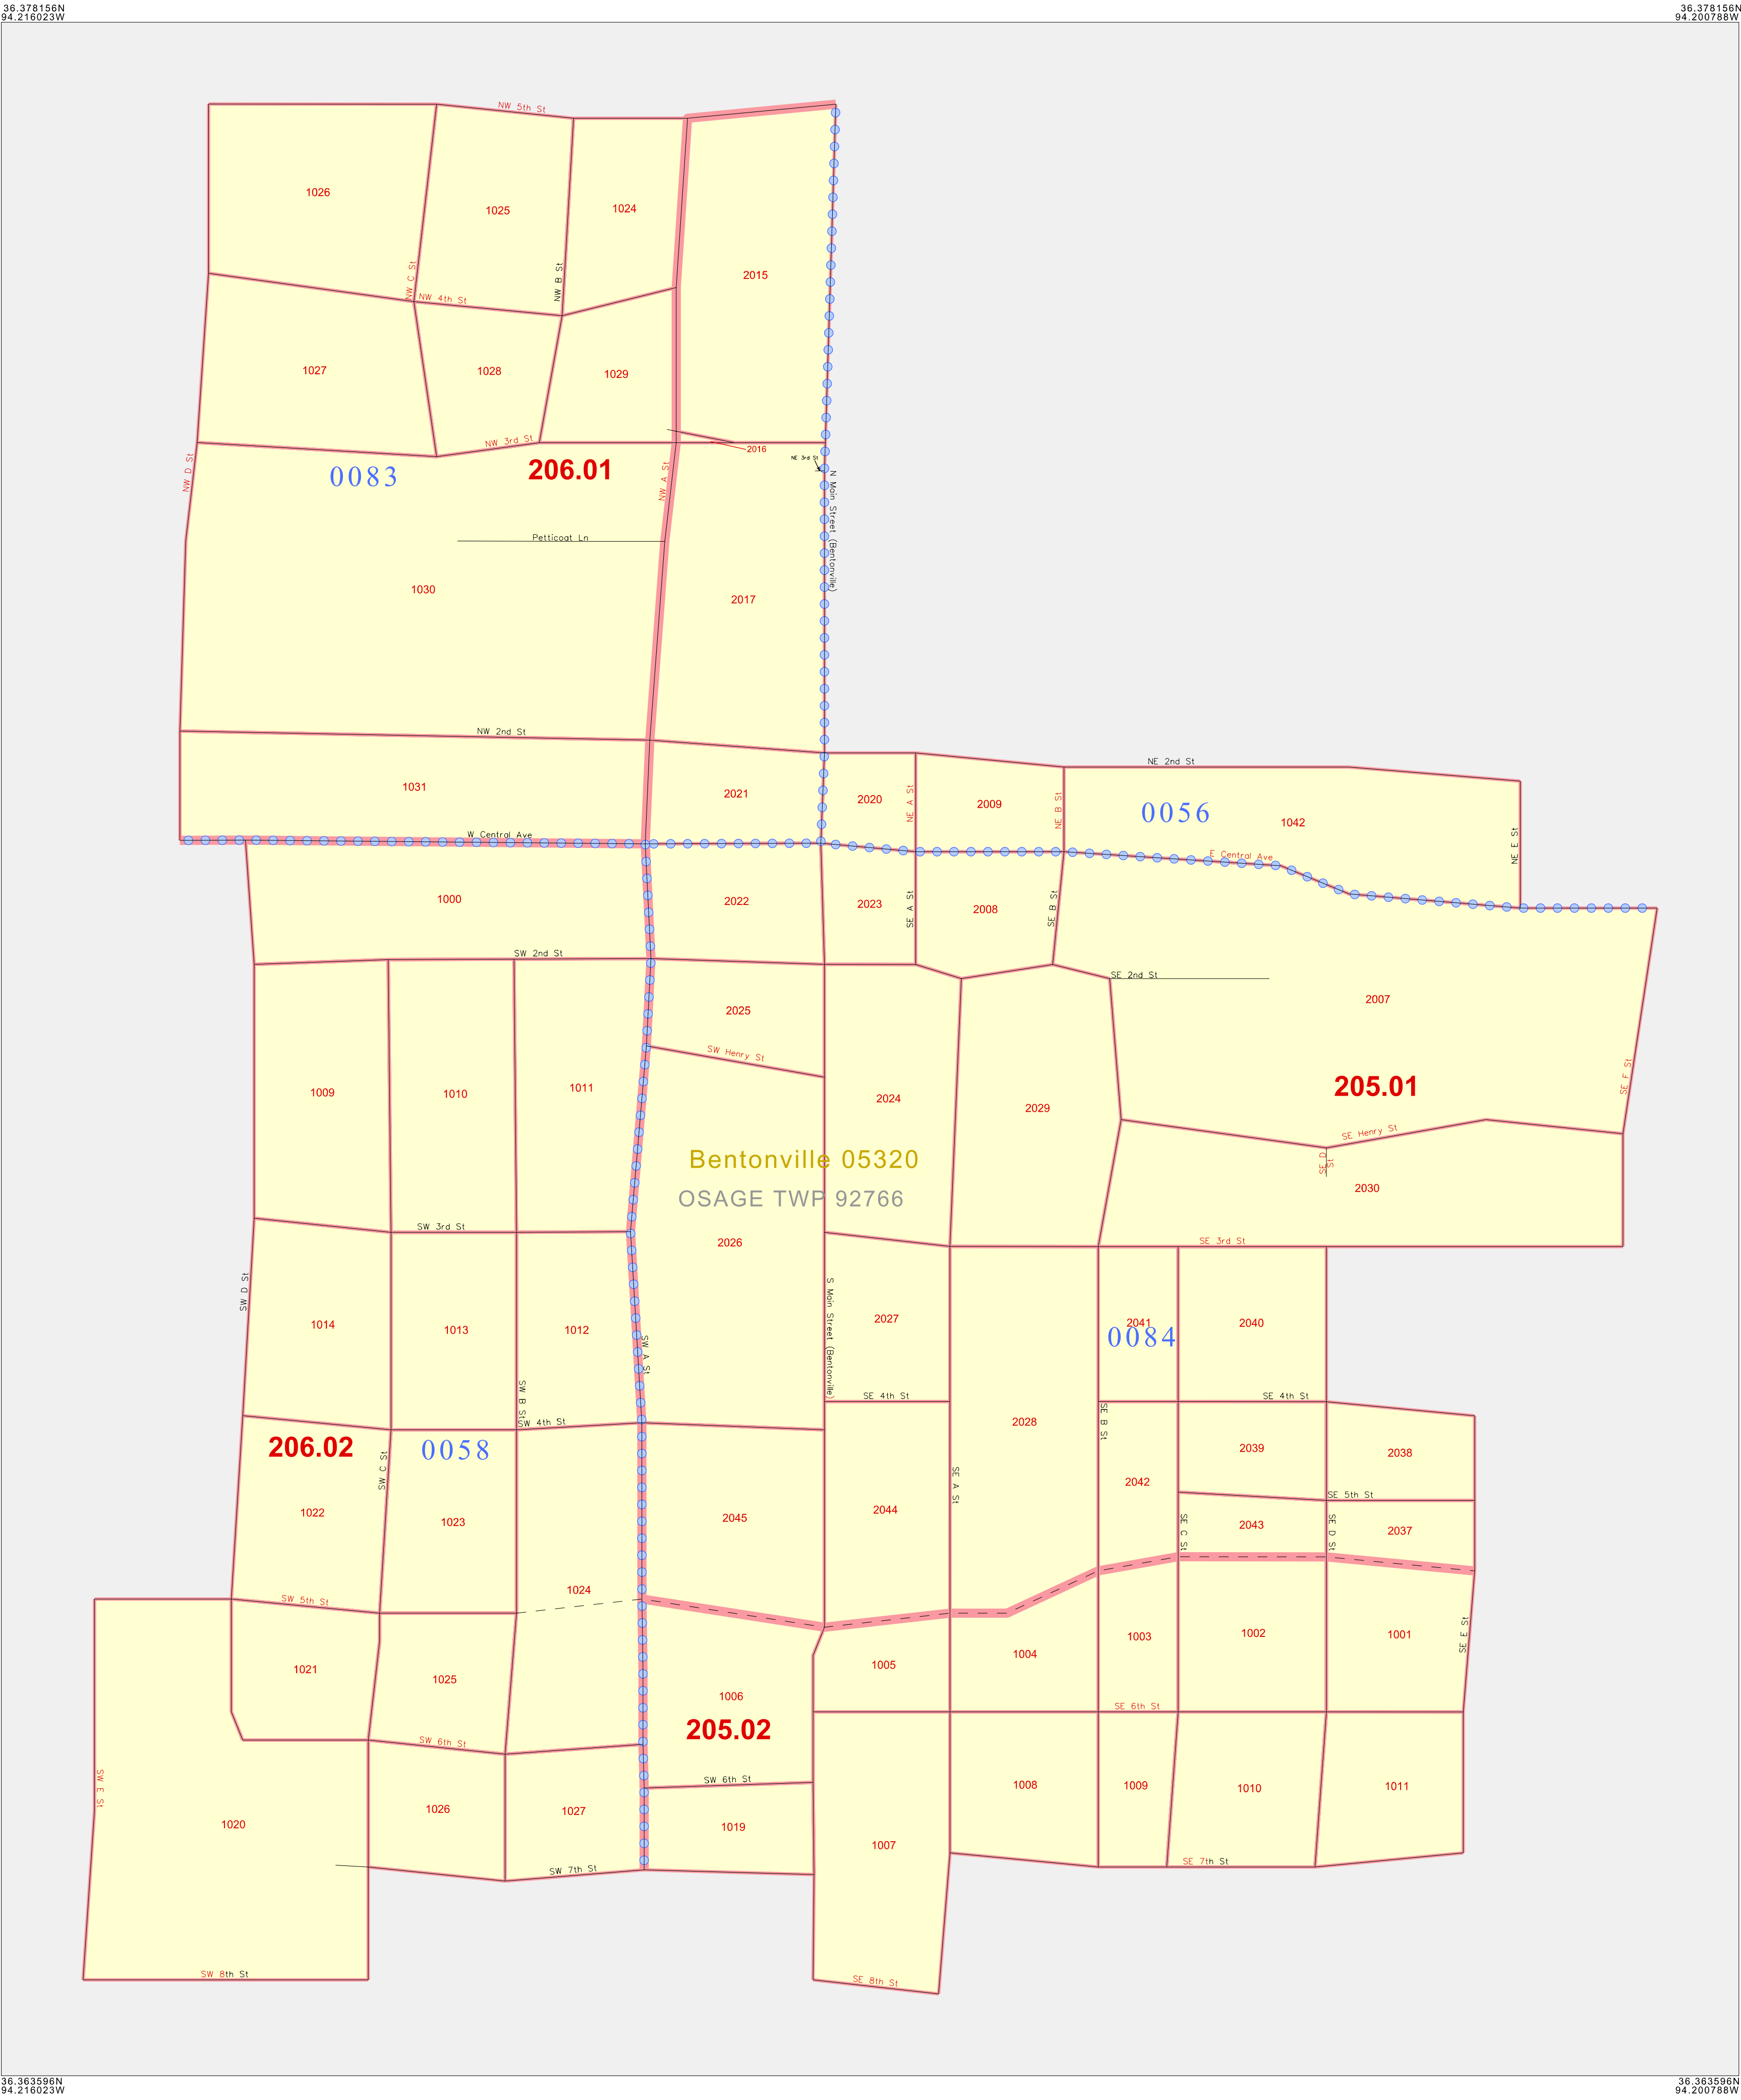 36.378156N
94.216023W
36.378156N
94.200788W
NW 5th St
1026
1025
1024
2015
NW C St
NW B St
NW 4th St
1027
1028
1029
NW 3rd St
2016
NE 3rd St
0083
206.01
NW D St
NW A St
N Main Street (Bentonville)
Petticoat Ln
1030
2017
NW 2nd St
NE 2nd St
1031
2021
2020
NE A St
2009
NE B St
0056
1042
NE E St
W Central Ave
E Central Ave
1000
2022
2023
SE A St
2008
SE B St
SW 2nd St
SE 2nd St
2007
2025
SW Henry St
1009
1010
1011
2024
2029
205.01
SE F St
SE Henry St
SE D St
Bentonville 05320
OSAGE TWP 92766
2030
SW 3rd St
2026
SE 3rd St
SW D St
1014
1013
1012
SW A St
S Main Street (Bentonville)
2027
2041
0084
2040
SW B St
SE 4th St
SE 4th St
SW 4th St
206.02
0058
SW C St
2028
SE B St
2039
2038
1022
1023
2045
2044
SE A St
2042
SE 5th St
2043
2037
SE C St
SE D St
1024
SW 5th St
1021
1025
1006
1005
1004
1003
1002
1001
SE E St
205.02
SE 6th St
SW 6th St
SW E St
SW 6th St
1020
1026
1027
1019
1007
1008
1009
1010
1011
SW 7th St
SE 7th St
SW 8th St
SE 8th St
36.363596N
94.216023W
36.363596N
94.200788W